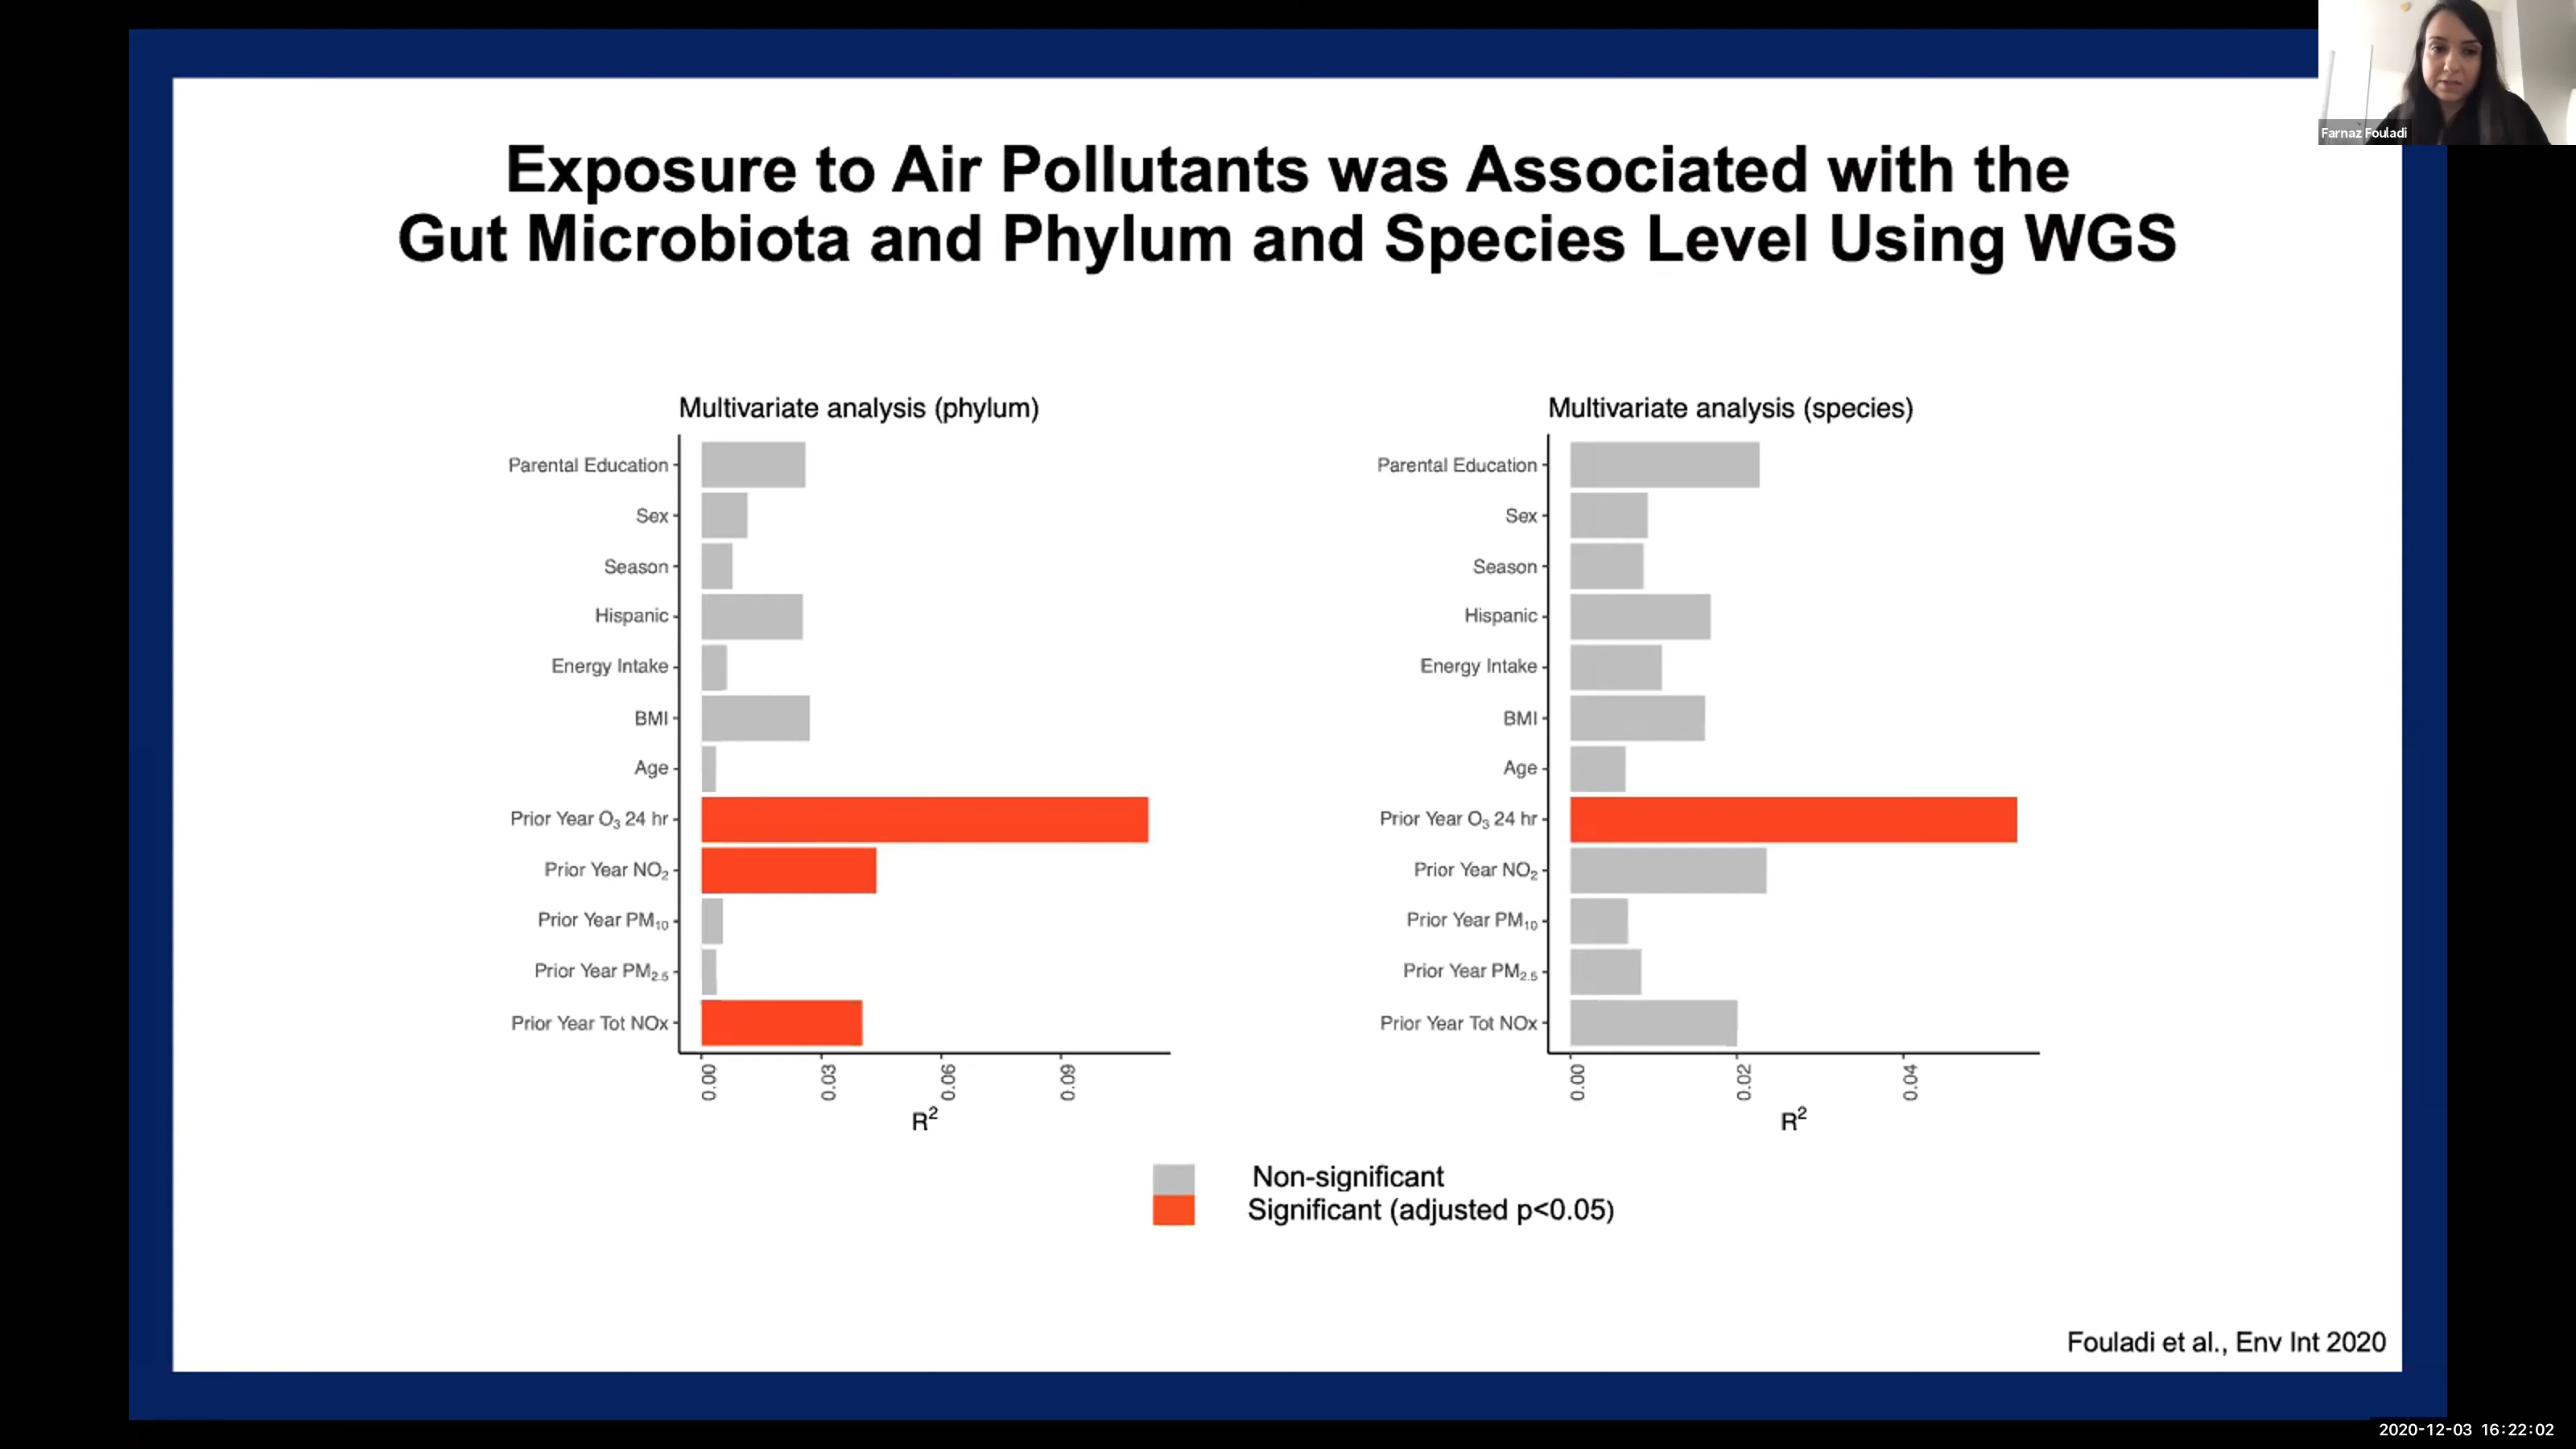 Farnaz Fouladi
Exposure to Air Pollutants was Associated with the
Gut Microbiota and Phylum and Species Level Using WGS
Multivariate analysis (phylum)
Parental Education
Sex
Season
Hispanic
Energy Intake
BMI
Age
Prior Year O₃ 24 hr
Prior Year NO₂
Prior Year PM₁₀
Prior Year PM₂.₅
Prior Year Tot NOx
0.00
0.03
0.06
0.09
R²
Multivariate analysis (species)
Parental Education
Sex
Season
Hispanic
Energy Intake
BMI
Age
Prior Year O₃ 24 hr
Prior Year NO₂
Prior Year PM₁₀
Prior Year PM₂.₅
Prior Year Tot NOx
0.00
0.02
0.04
R²
Non-significant
Significant (adjusted p<0.05)
Fouladi et al., Env Int 2020
2020-12-03 16:22:02